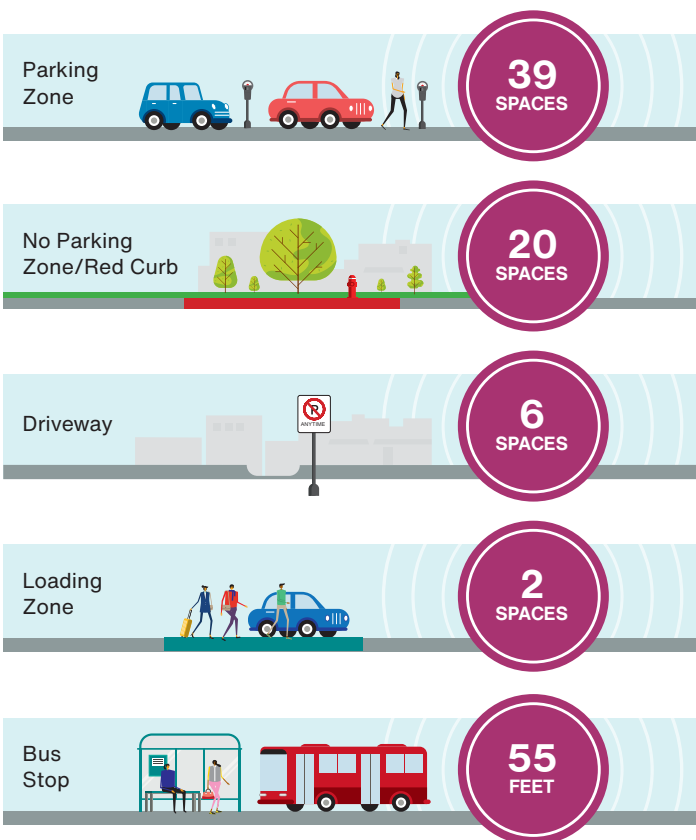 Parking
Zone
39
SPACES
No Parking
Zone/Red Curb
20
SPACES
Driveway
P
ANYTIME
6
SPACES
Loading
Zone
2
SPACES
Bus
Stop
55
FEET